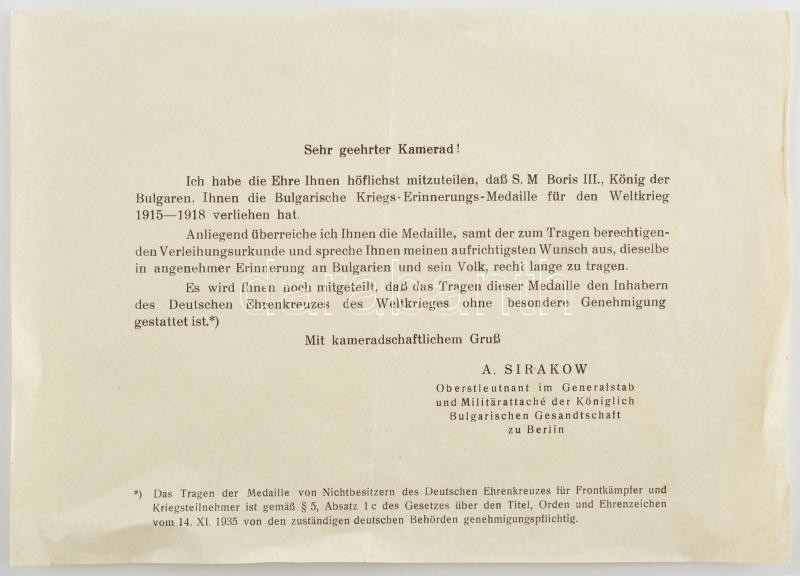 Sehr geehrter Kamerad!
Ich habe die Ehre Ihnen höflichst mitzuteilen, daß S. M Boris III., König der
Bulgaren, Ihnen die Bulgarische Kriegs-Erinnerungs-Medaille für den Weltkrieg
1915—1918 verliehen hat.
Anliegend überreiche ich Ihnen die Medaille, samt der zum Tragen berechtigen-
den Verleihungsurkunde und spreche Ihnen meinen aufrichtigsten Wunsch aus, dieselbe
in angenehmer Erinnerung an Bulgarien und sein Volk, recht lange zu tragen.
Es wird Ihnen noch mitgeteilt, daß das Tragen dieser Medaille den Inhabern
des Deutschen Ehrenkreuzes des Weltkrieges ohne besondere Genehmigung
gestattet ist.*)
darabanth
Mit kameradschaftlichem Gruß
A. SIRAKOW
Oberstleutnant im Generalstab
und Militärattaché der Königlich
Bulgarischen Gesandtschaft
zu Berlin
*) Das Tragen der Medaille von Nichtbesitzern des Deutschen Ehrenkreuzes für Frontkämpfer und
Kriegsteilnehmer ist gemäß § 5, Absatz 1c des Gesetzes über den Titel, Orden und Ehrenzeichen
vom 14. XI. 1935 von den zuständigen deutschen Behörden genehmigungspflichtig.